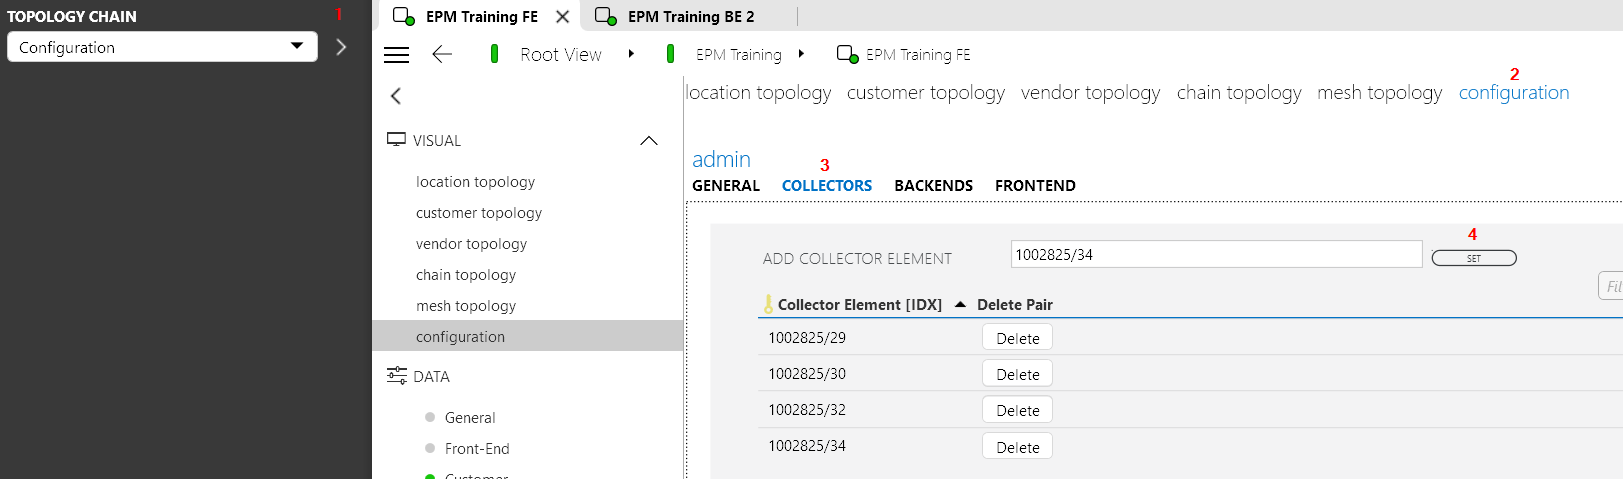 TOPOLOGY CHAIN 1
Configuration
EPM Training FE
EPM Training BE 2
Root View
EPM Training
EPM Training FE
VISUAL
location topology
customer topology
vendor topology
chain topology
mesh topology
configuration
DATA
General
Front-End
Customer
2
location topology customer topology vendor topology chain topology mesh topology configuration
admin
3
GENERAL COLLECTORS BACKENDS FRONTEND
4
ADD COLLECTOR ELEMENT 1002825/34 SET
Fil
Collector Element [IDX] Delete Pair
1002825/29 Delete
1002825/30 Delete
1002825/32 Delete
1002825/34 Delete